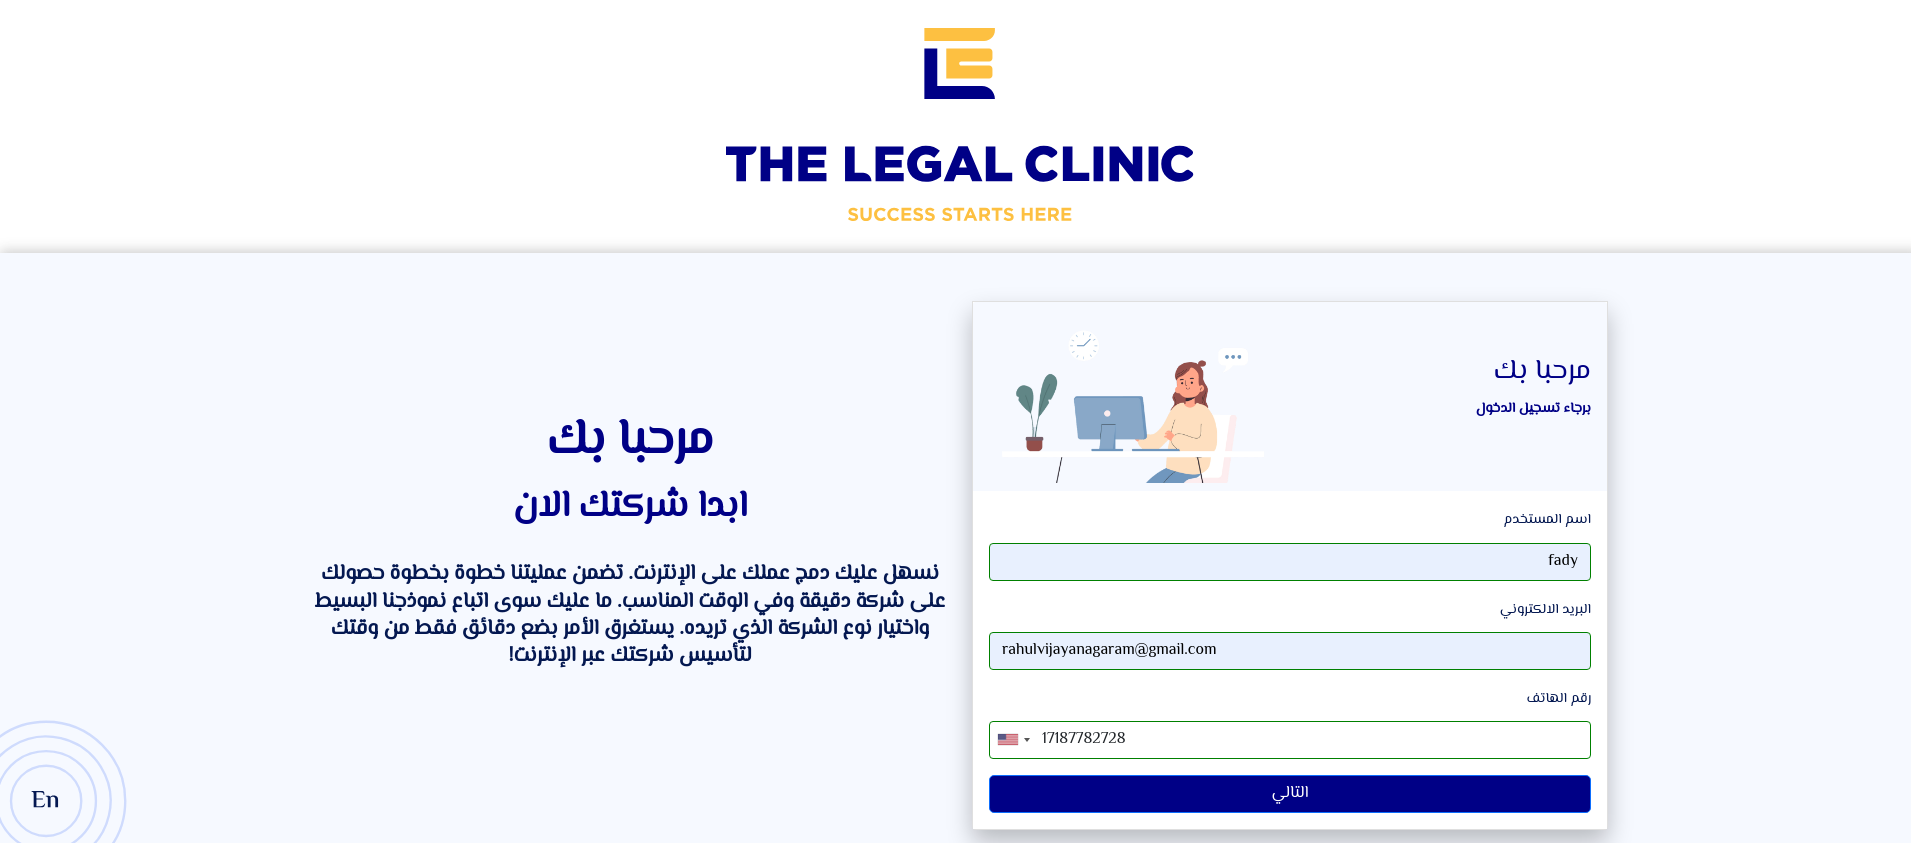 THE LEGAL CLINIC
SUCCESS STARTS HERE
مرحبا بك
برجاء تسجيل الدخول
اسم المستخدم
fady
البريد الالكتروني
rahulvijayanagaram@gmail.com
رقم الهاتف
17187782728
التالي
مرحبا بك
ابدا شركتك الان
نسهل عليك دمج عملك على الإنترنت. تضمن عمليتنا خطوة بخطوة حصولك
على شركة دقيقة وفي الوقت المناسب. ما عليك سوى اتباع نموذجنا البسيط
واختيار نوع الشركة الذي تريده. يستغرق الأمر بضع دقائق فقط من وقتك
لتأسيس شركتك عبر الإنترنت!
En